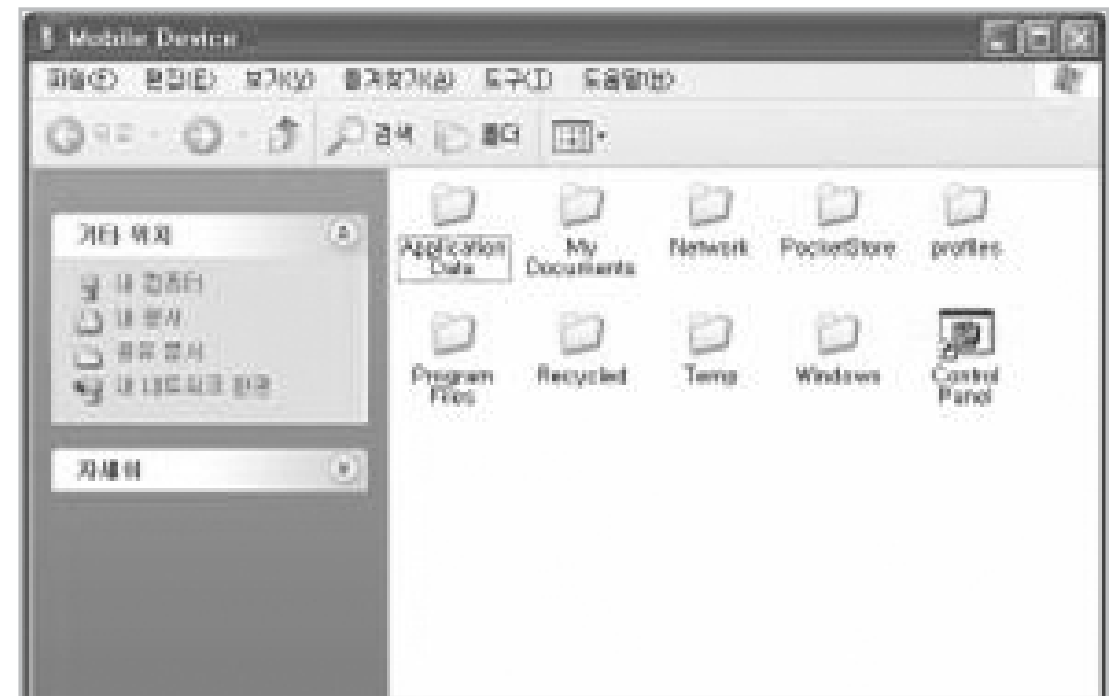 Mobile Device
파일(F) 편집(E) 보기(V) 즐겨찾기(A) 도구(T) 도움말(H)
뒤로 검색 폴더
기타 위치
내 컴퓨터
내 문서
공유 문서
내 네트워크 환경
자세히
Application Data
My Documents
Network
PocketStore
profiles
Program Files
Recycled
Temp
Windows
Control Panel